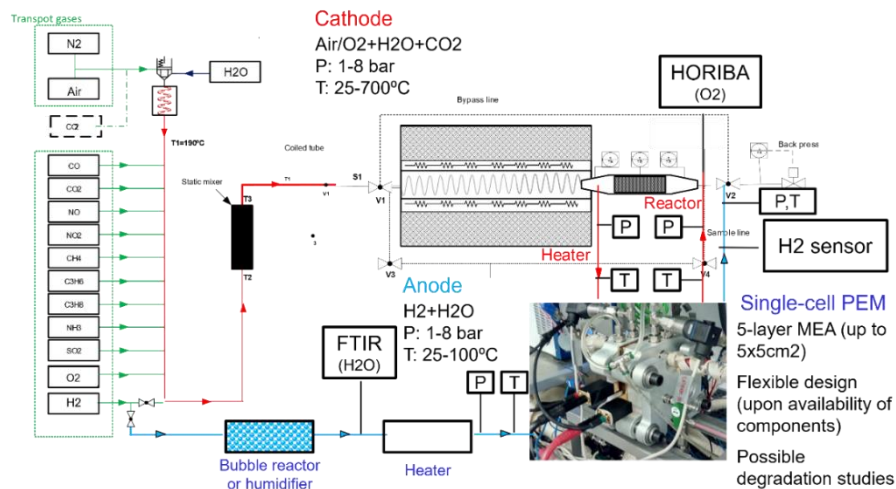 Transpot gases
N2
Air
CO2
H2O
T1=190ºC
CO
CO2
NO
NO2
CH4
C3H6
C3H8
NH3
SO2
O2
H2
Static mixer
T3
T2
Coiled tube
V1
S1
Cathode
Air/O2+H2O+CO2
P: 1-8 bar
T: 25-700ºC
Bypass line
HORIBA
(O2)
Back press
V1
V2
V3
V4
Reactor
Heater
P
P
T
T
P,T
Sample line
H2 sensor
Anode
H2+H2O
P: 1-8 bar
T: 25-100ºC
FTIR
(H2O)
P
T
Bubble reactor
or humidifier
Heater
Single-cell PEM
5-layer MEA (up to
5x5cm2)
Flexible design
(upon availability of
components)
Possible
degradation studies